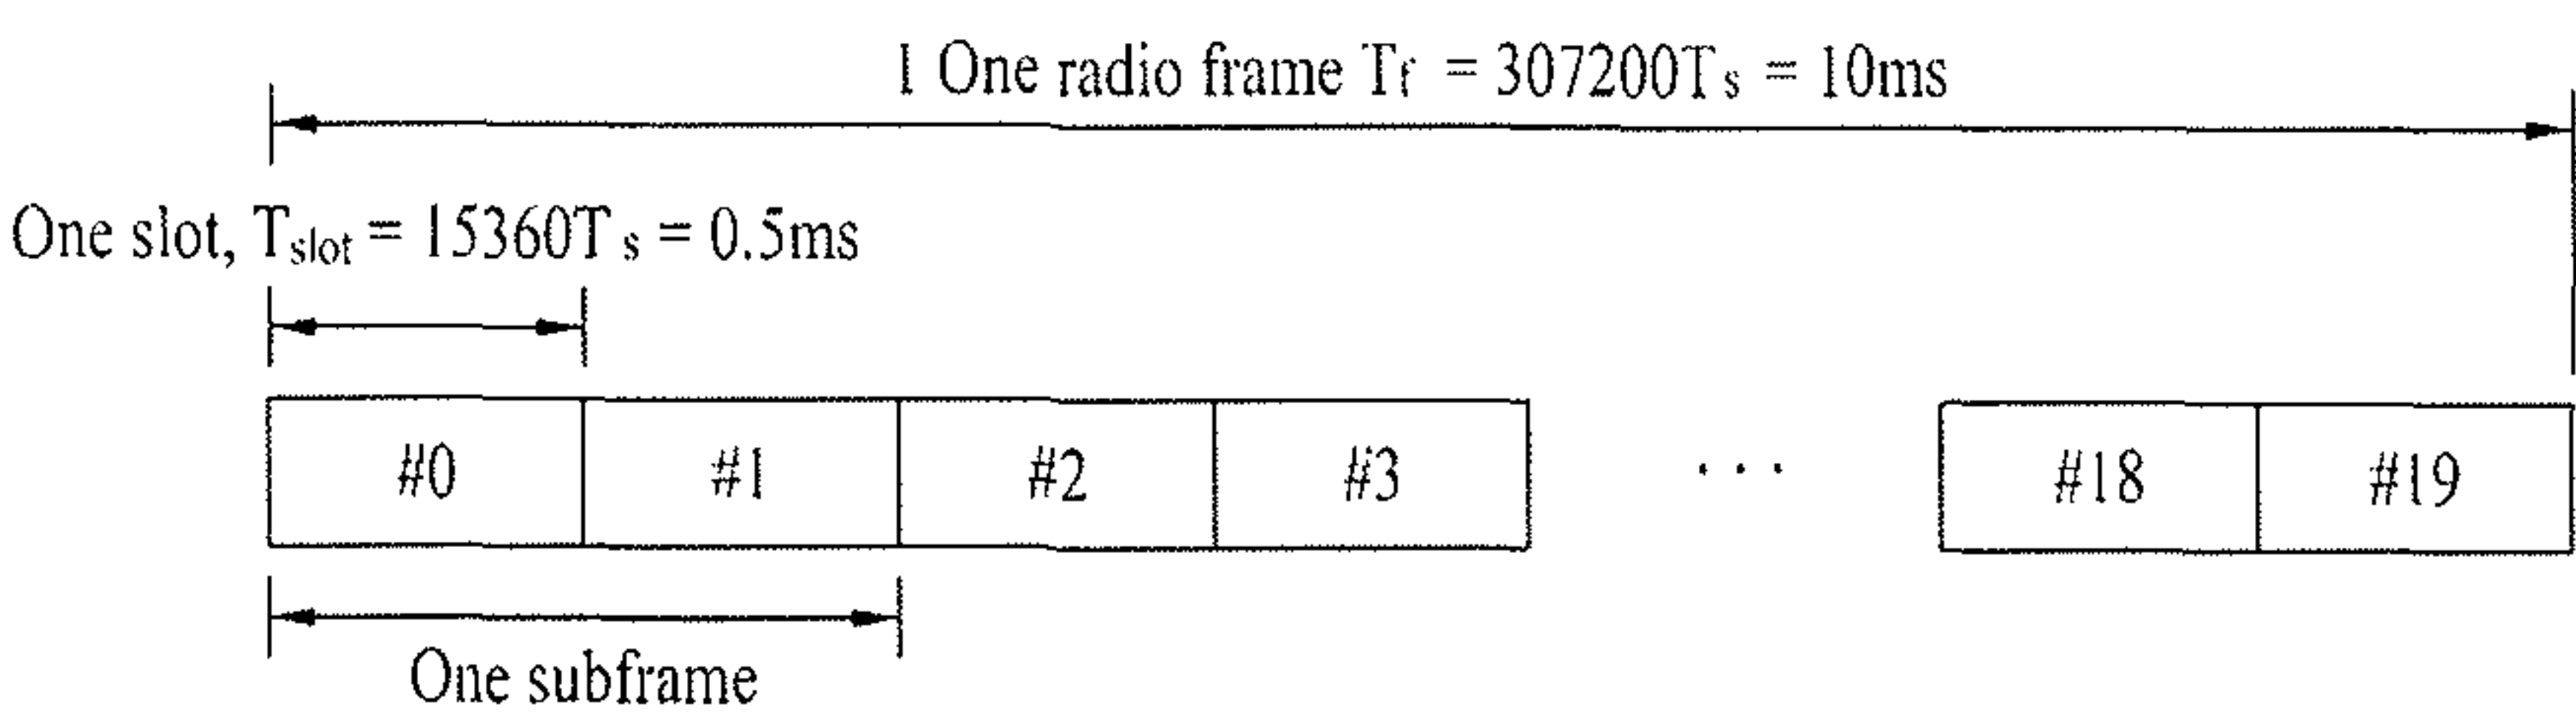 1 One radio frame Tf = 307200Ts = 10ms
One slot, Tslot = 15360Ts = 0.5ms
#0 #1 #2 #3 ... #18 #19
One subframe